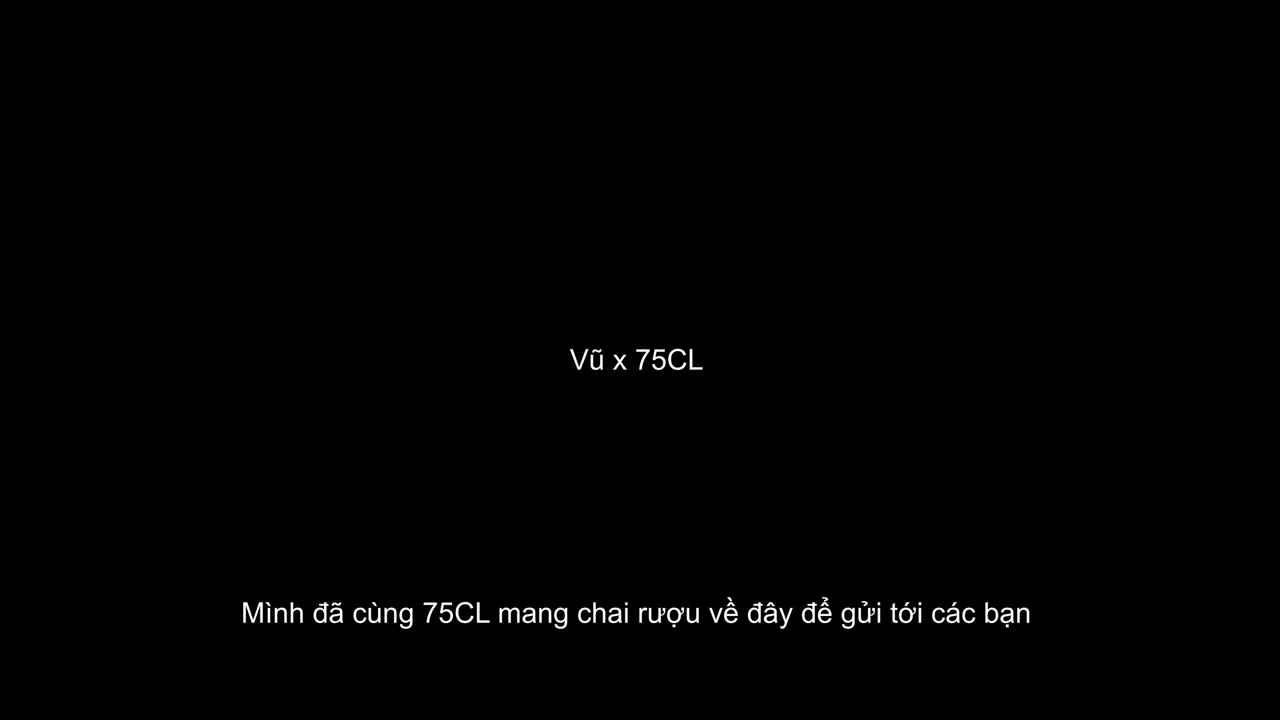 Vũ x 75CL
Mình đã cùng 75CL mang chai rượu về đây để gửi tới các bạn